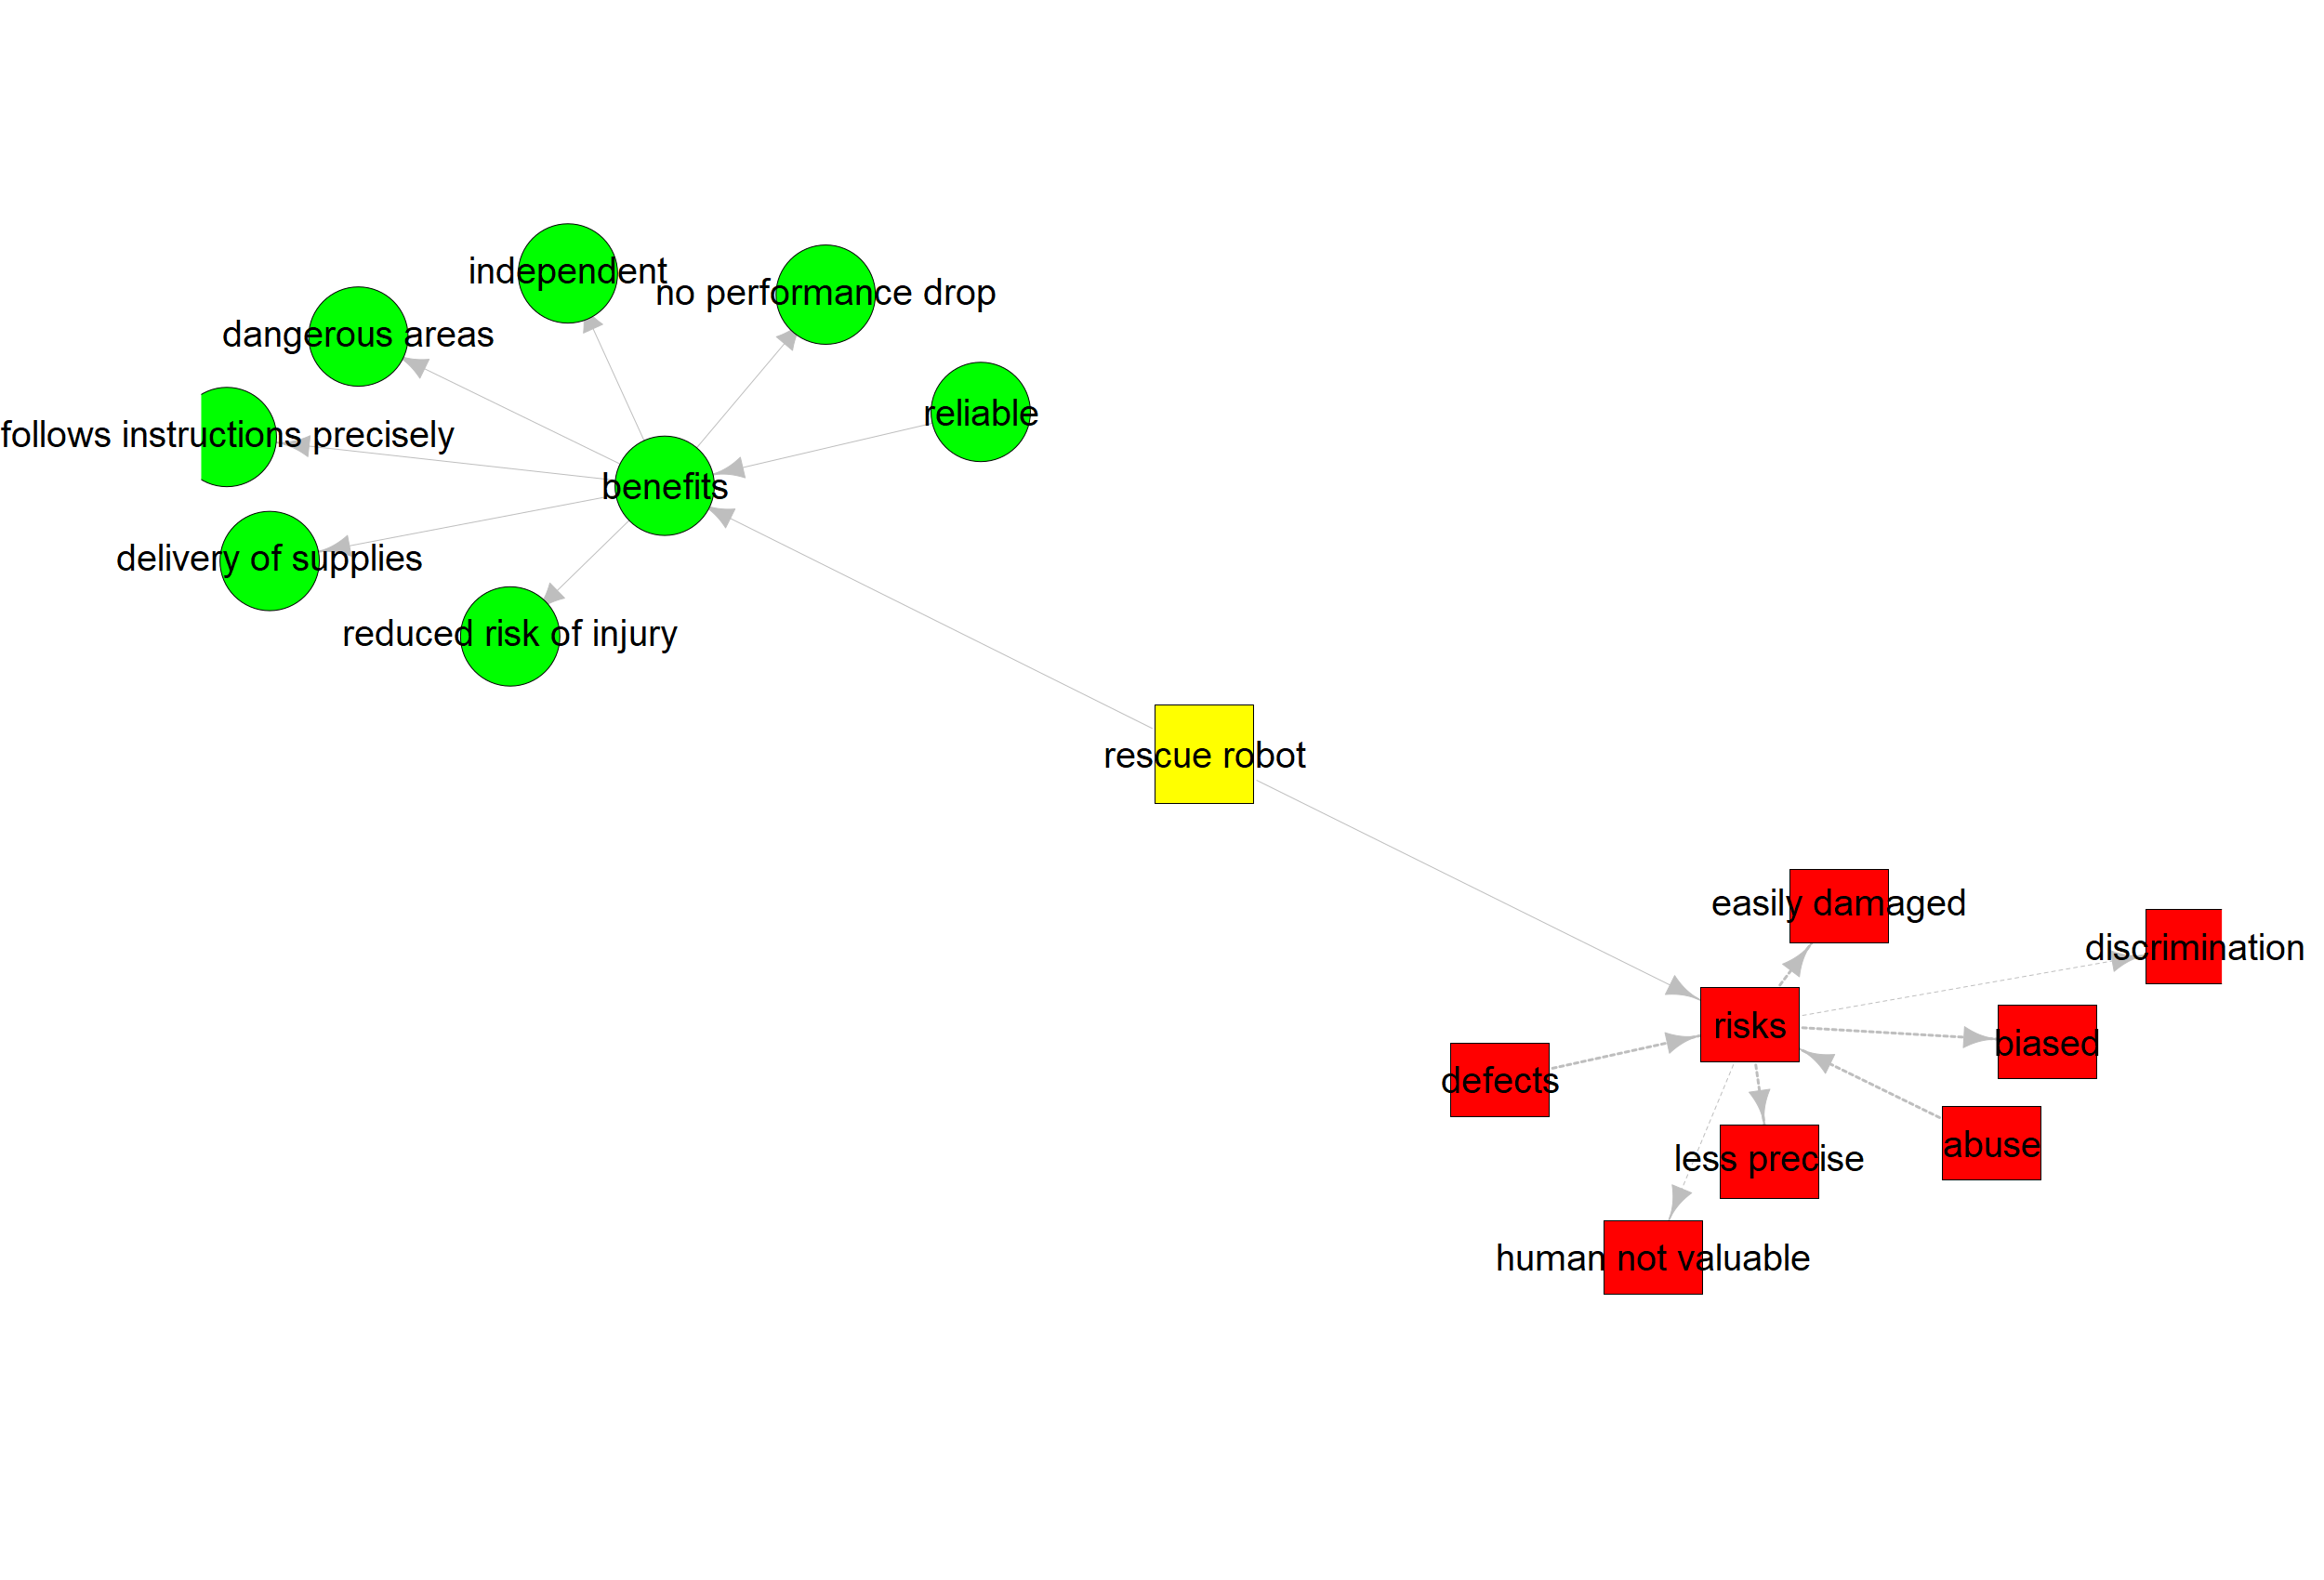 independent
no performance drop
dangerous areas
reliable
follows instructions precisely
benefits
delivery of supplies
reduced risk of injury
rescue robot
easily damaged
discrimination
risks
biased
defects
abuse
less precise
human not valuable